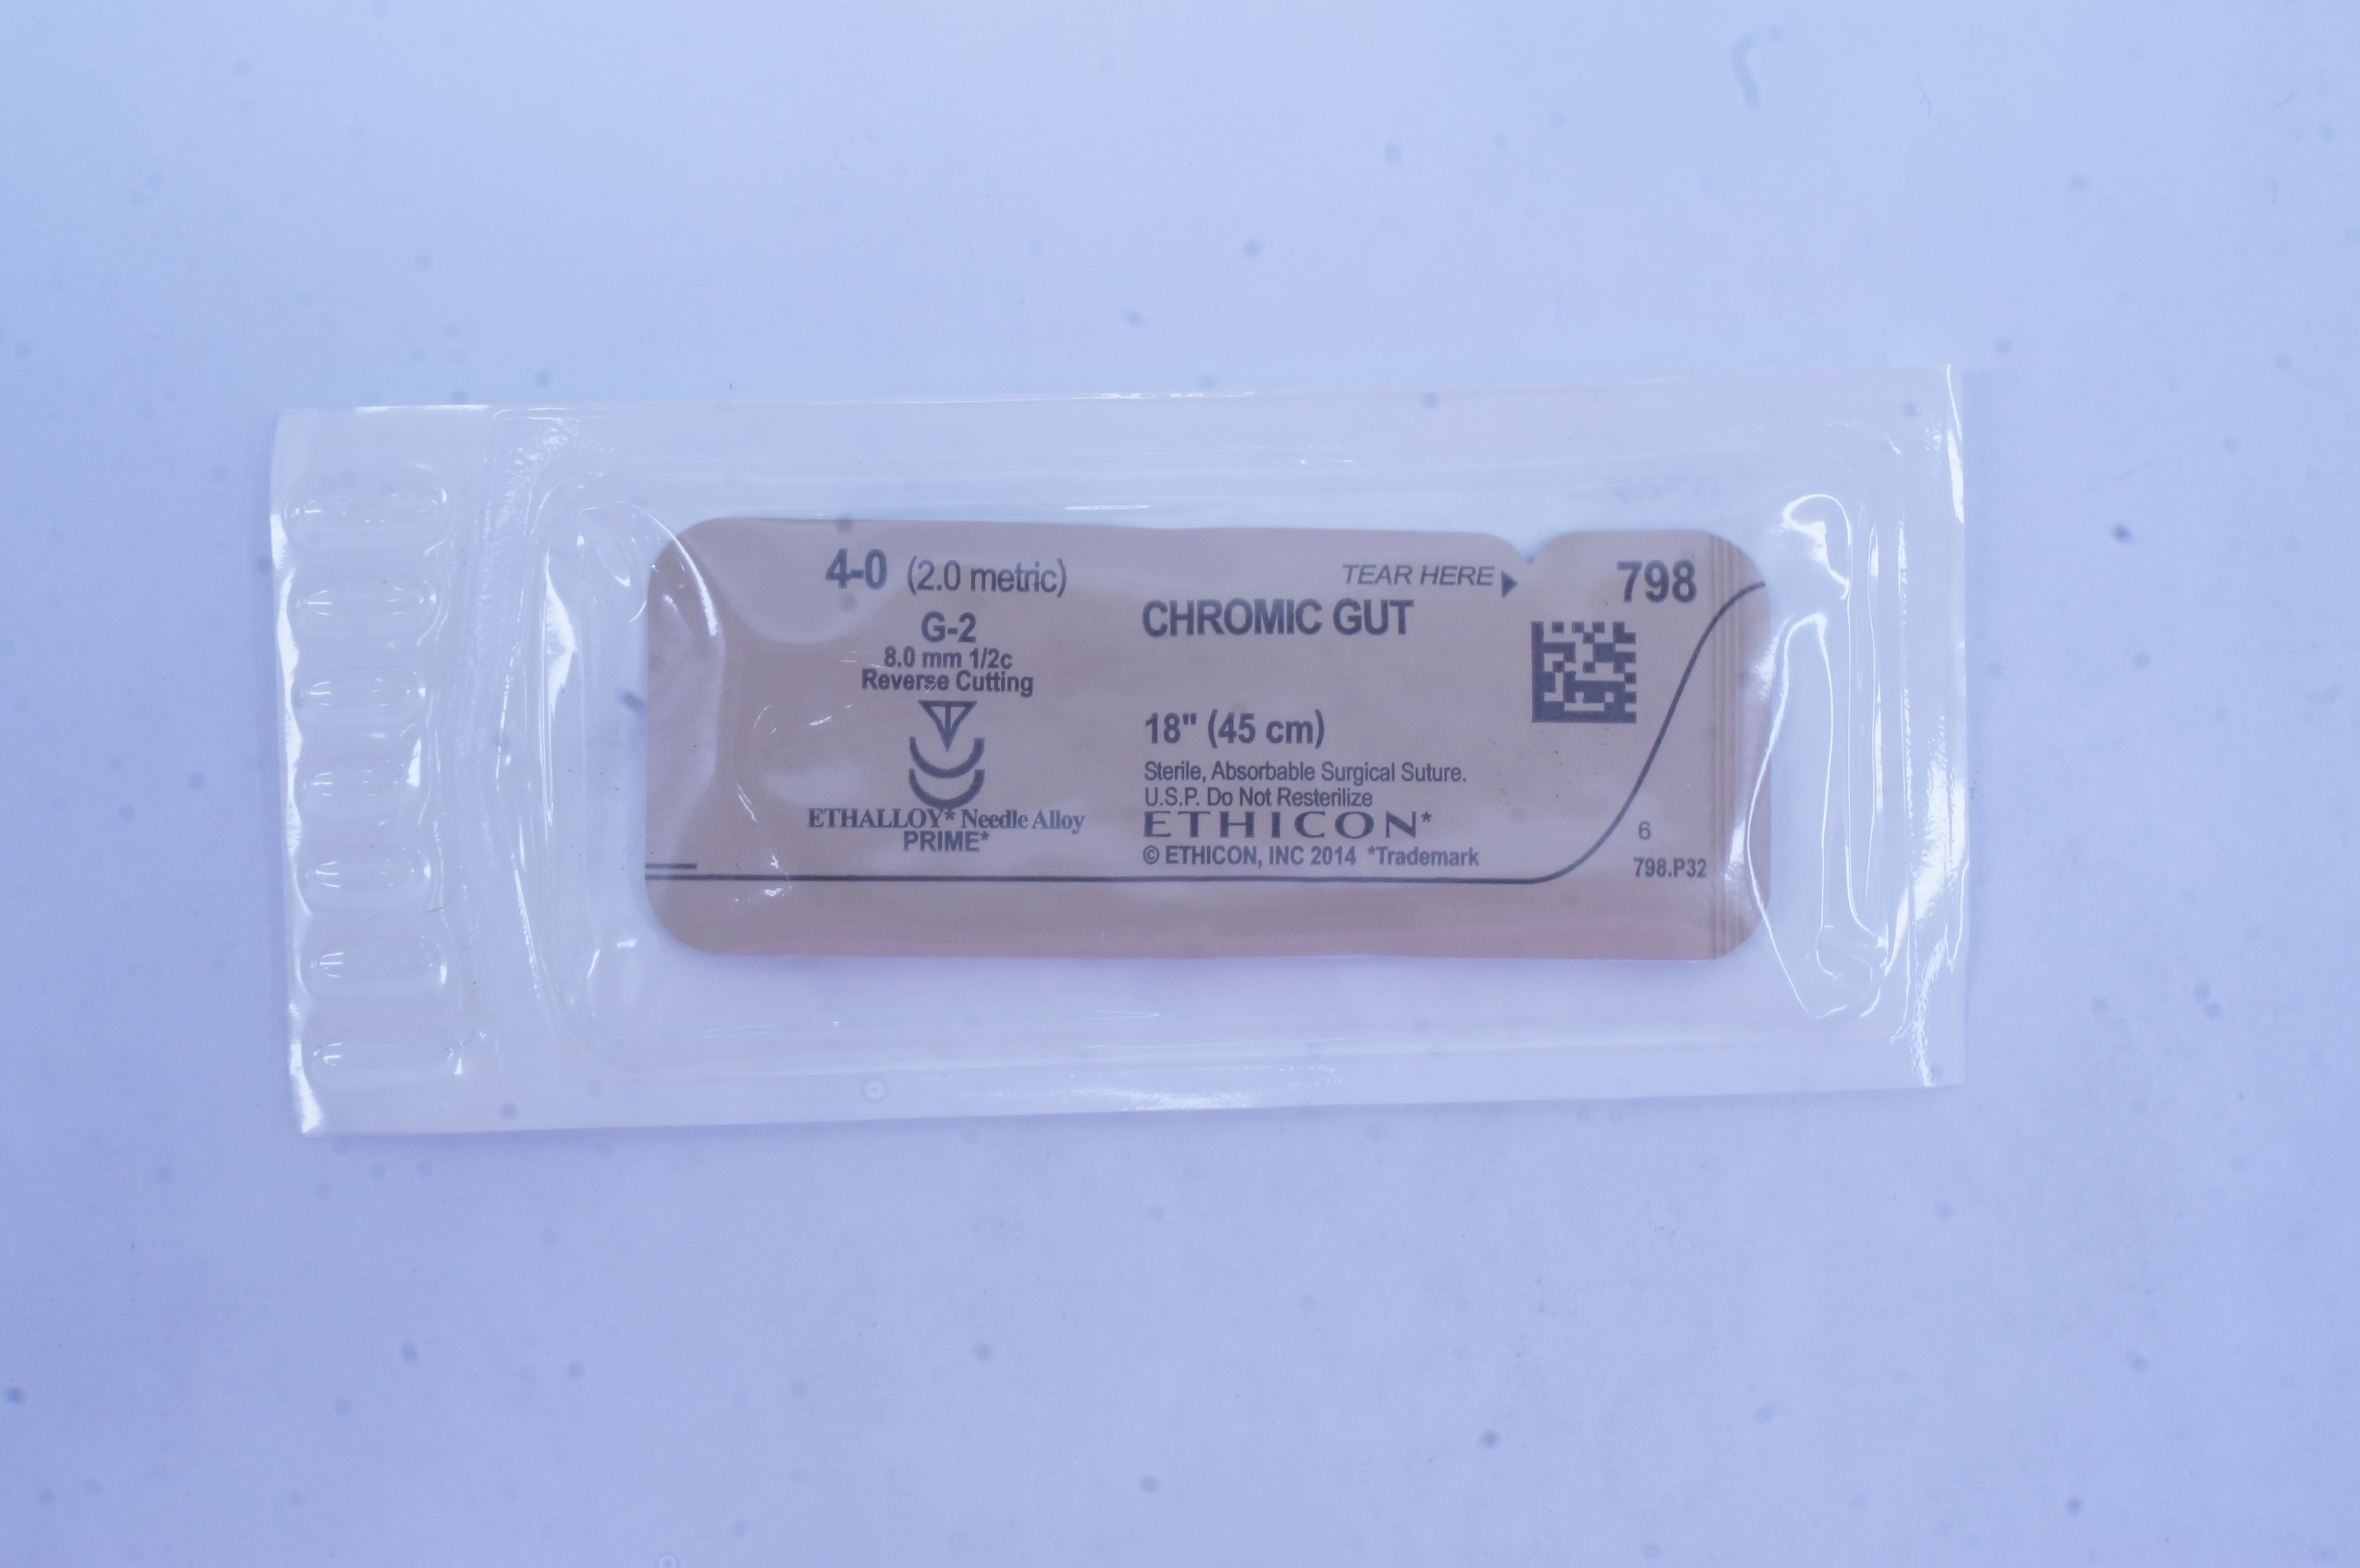 4-0 (2.0 metric)
G-2
8.0 mm 1/2c
Reverse Cutting
ETHALLOY* Needle Alloy
PRIME*
TEAR HERE
CHROMIC GUT
18" (45 cm)
Sterile, Absorbable Surgical Suture.
U.S.P. Do Not Resterilize
ETHICON*
© ETHICON, INC 2014 *Trademark
798
6
798.P32